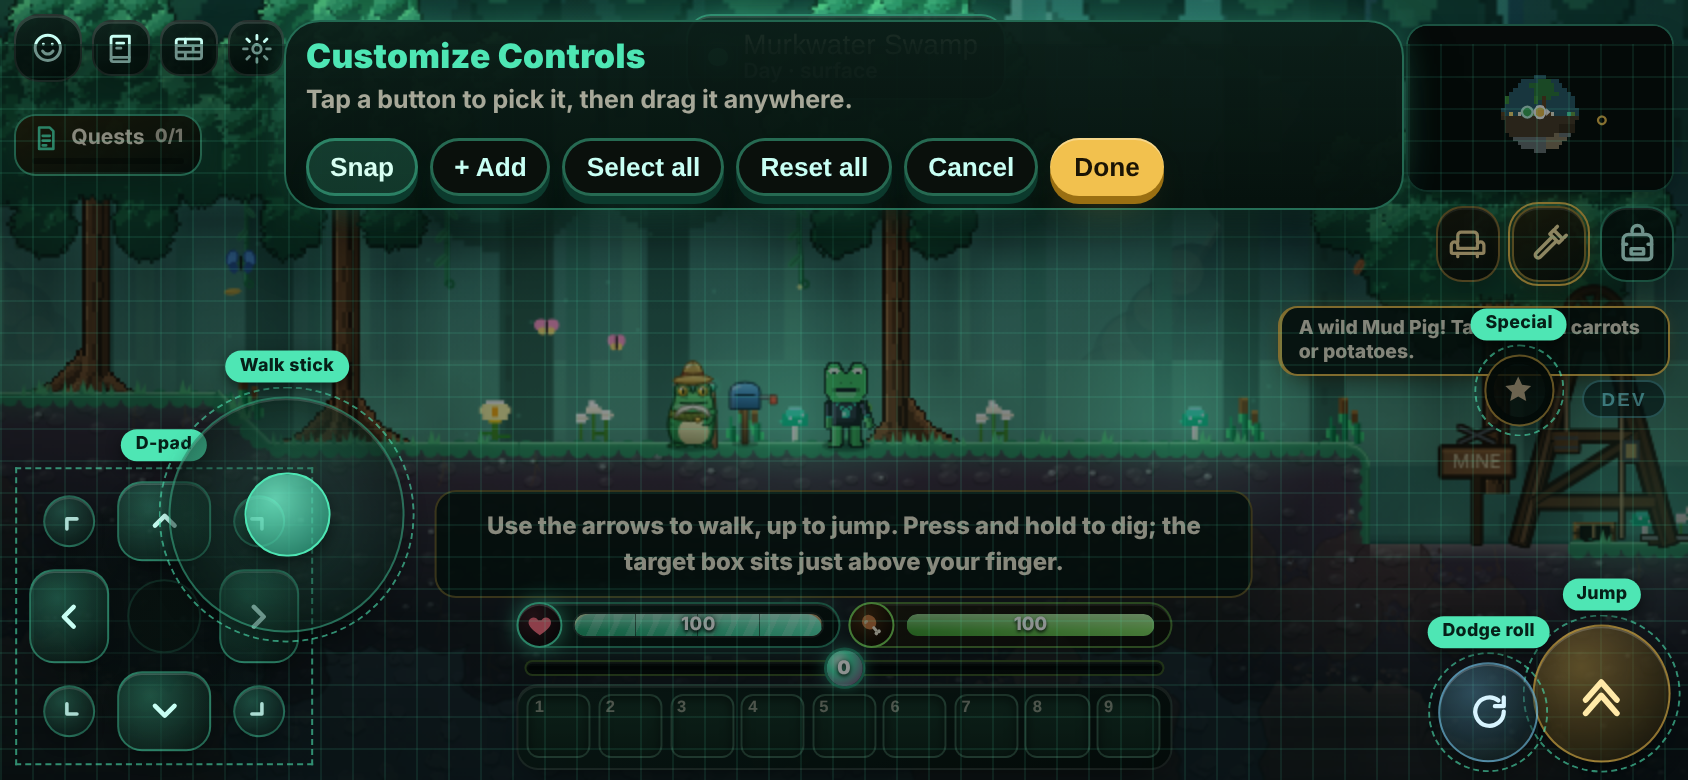 Customize Controls
Murkwater Swamp
Day · surface
Tap a button to pick it, then drag it anywhere.
Snap
+ Add
Select all
Reset all
Cancel
Done
Quests 0/1
A wild Mud Pig! Ta
carrots
or potatoes.
Special
DEV
Walk stick
D-pad
MINE
Use the arrows to walk, up to jump. Press and hold to dig; the
target box sits just above your finger.
Jump
Dodge roll
100
100
0
1 2 3 4 5 6 7 8 9